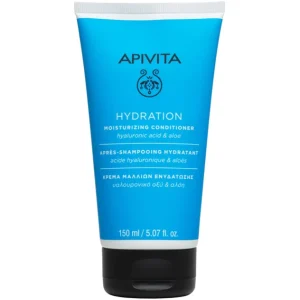 APIVITA
HYDRATION
MOISTURIZING CONDITIONER
hyaluronic acid & aloe
APRÈS-SHAMPOOING HYDRATANT
acide hyaluronique & aloès
ΚΡΕΜΑ ΜΑΛΛΙΩΝ ΕΝΥΔΑΤΩΣΗΣ
υαλουρονικό οξύ & αλόη
150 ml / 5.07 fl. oz.